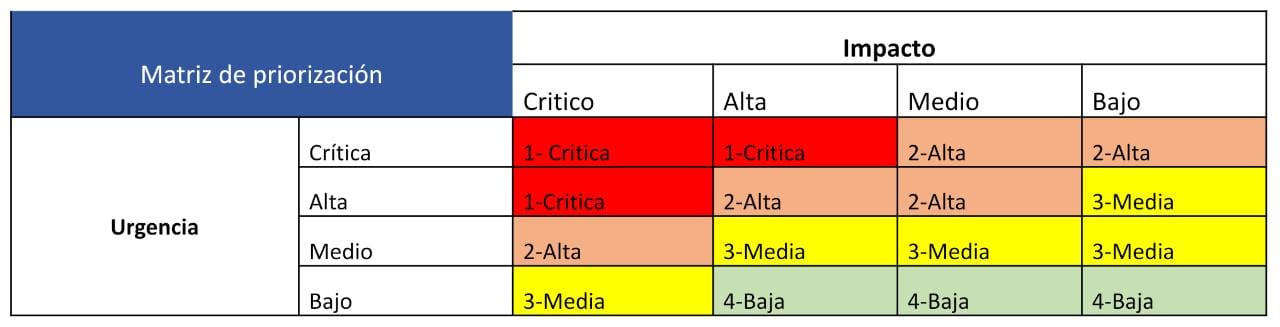 Matriz de priorización
Impacto
Critico Alta Medio Bajo
Urgencia
Crítica 1- Critica 1-Critica 2-Alta 2-Alta
Alta 1-Critica 2-Alta 2-Alta 3-Media
Medio 2-Alta 3-Media 3-Media 3-Media
Bajo 3-Media 4-Baja 4-Baja 4-Baja